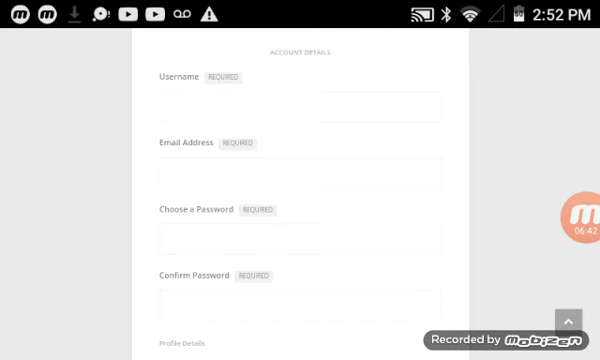 2:52 PM
ACCOUNT DETAILS
Username REQUIRED
Email Address REQUIRED
Choose a Password REQUIRED
Confirm Password REQUIRED
Profile Details
06:42
Recorded by mobizen